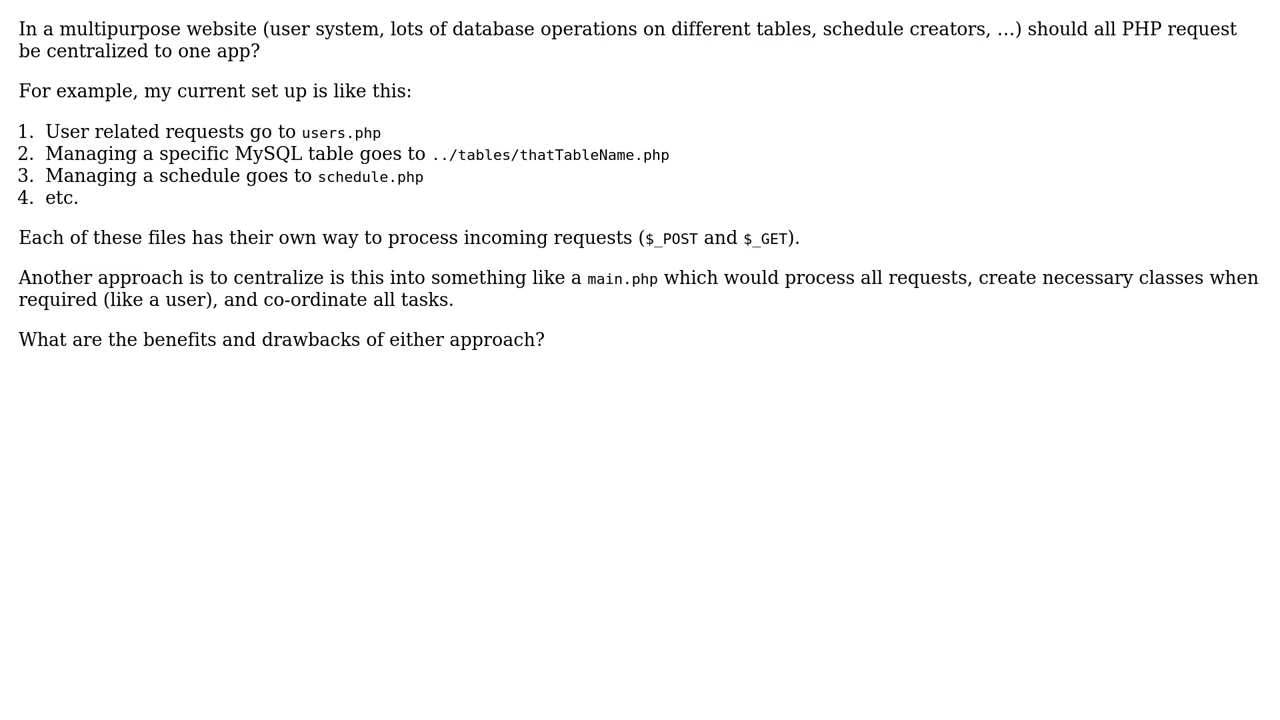 In a multipurpose website (user system, lots of database operations on different tables, schedule creators, ...) should all PHP request
be centralized to one app?
For example, my current set up is like this:
1. User related requests go to users.php
2. Managing a specific MySQL table goes to ../tables/thatTableName.php
3. Managing a schedule goes to schedule.php
4. etc.
Each of these files has their own way to process incoming requests ($_POST and $_GET).
Another approach is to centralize is this into something like a main.php which would process all requests, create necessary classes when
required (like a user), and co-ordinate all tasks.
What are the benefits and drawbacks of either approach?